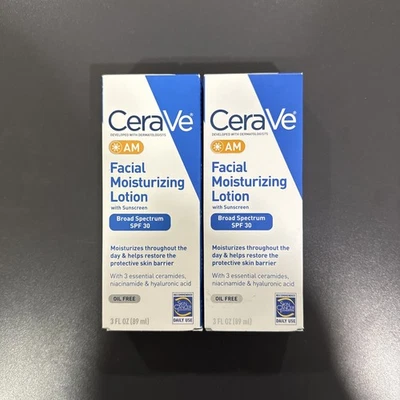 CeraVe
DEVELOPED WITH DERMATOLOGISTS
AM
Facial
Moisturizing
Lotion
with Sunscreen
Broad Spectrum
SPF 30
Moisturizes throughout the
day & helps restore the
protective skin barrier
With 3 essential ceramides,
niacinamide & hyaluronic acid
OIL FREE
DAILY USE
3 FL OZ (89 ml)
CeraVe
DEVELOPED WITH DERMATOLOGISTS
AM
Facial
Moisturizing
Lotion
with Sunscreen
Broad Spectrum
SPF 30
Moisturizes throughout the
day & helps restore the
protective skin barrier
With 3 essential ceramides,
niacinamide & hyaluronic acid
OIL FREE
DAILY USE
3 FL OZ (89 ml)